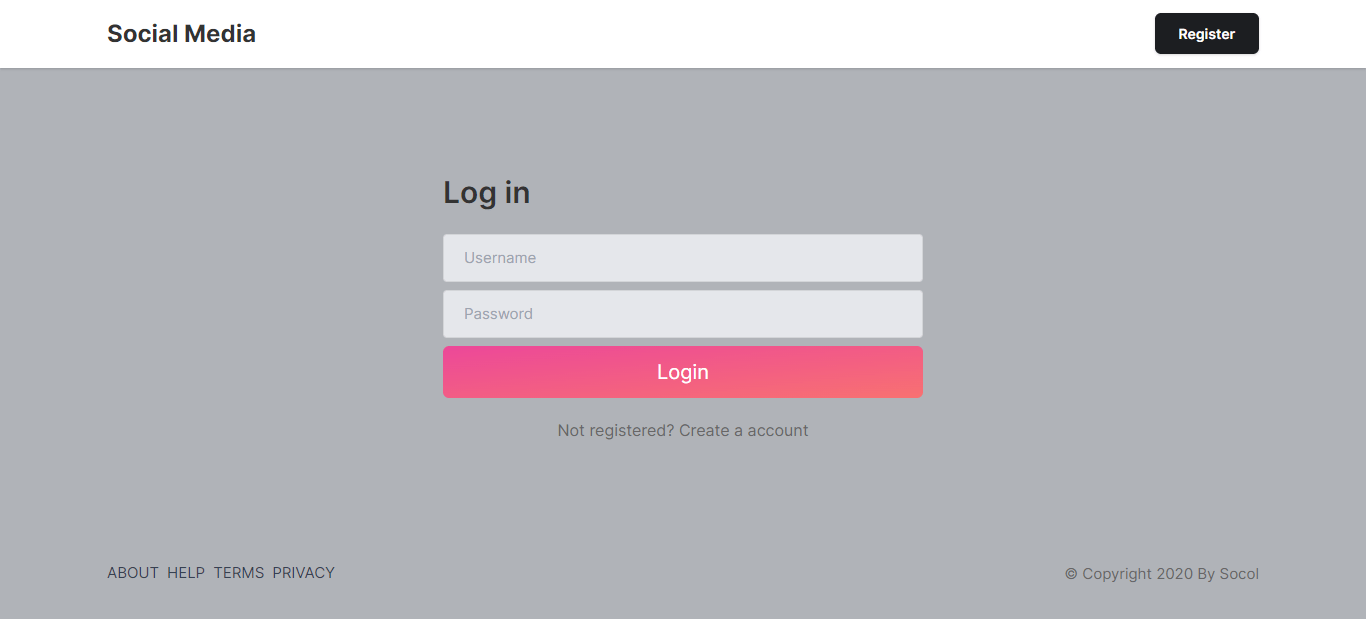 Social Media
Register
Log in
Username
Password
Login
Not registered? Create a account
ABOUT HELP TERMS PRIVACY
© Copyright 2020 By Socol